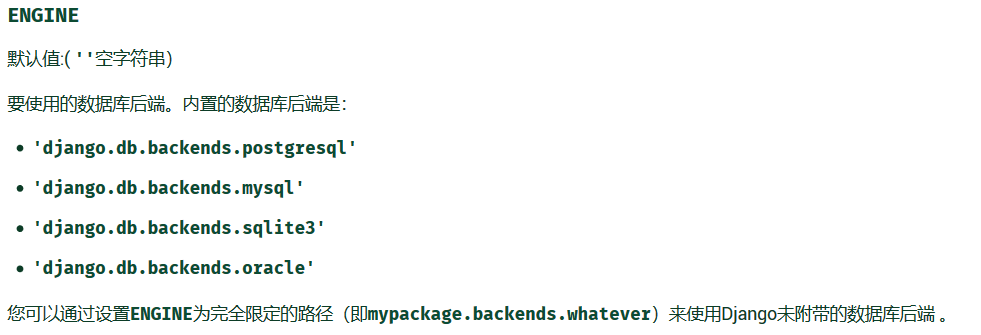 ENGINE
默认值:( ''空字符串)
要使用的数据库后端。内置的数据库后端是：
• 'django.db.backends.postgresql'
• 'django.db.backends.mysql'
• 'django.db.backends.sqlite3'
• 'django.db.backends.oracle'
您可以通过设置ENGINE为完全限定的路径（即mypackage.backends.whatever）来使用Django未附带的数据库后端 。